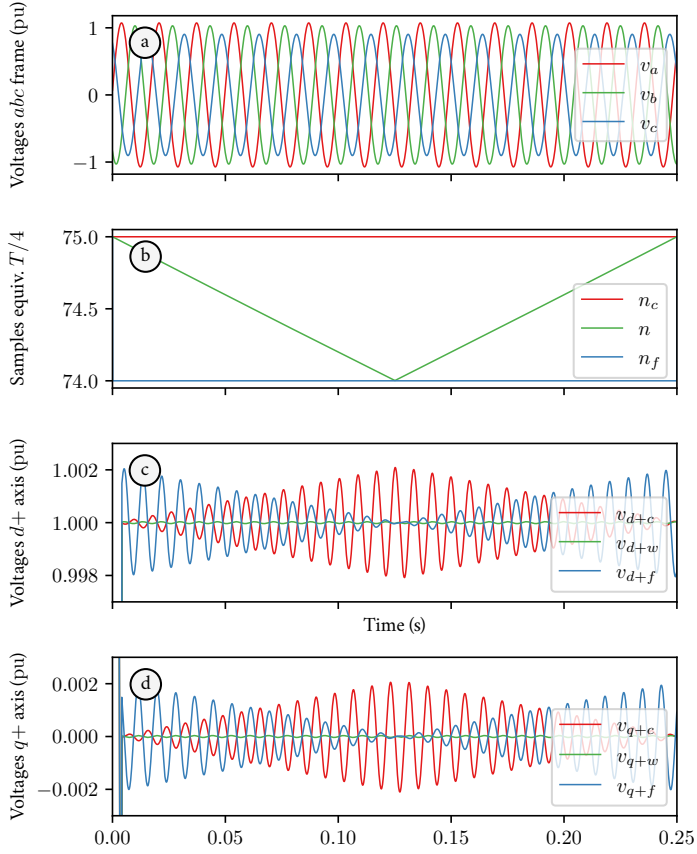 Voltages abc frame (pu)
1
0
−1
a
v_a
v_b
v_c
Samples equiv. T/4
75.0
74.5
74.0
b
n_c
n
n_f
Voltages d+ axis (pu)
1.002
1.000
0.998
c
v_{d+c}
v_{d+w}
v_{d+f}
Time (s)
Voltages q+ axis (pu)
0.002
0.000
−0.002
d
v_{q+c}
v_{q+w}
v_{q+f}
0.00 0.05 0.10 0.15 0.20 0.25